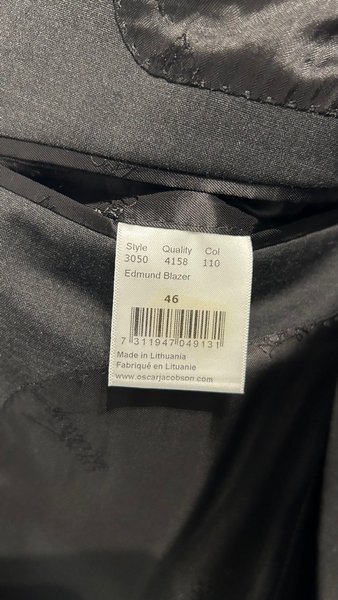 Style Quality Col
3050 4158 110
Edmund Blazer
46
7 311947 049131
Made in Lithuania
Fabriqué en Lituanie
www.oscarjacobson.com